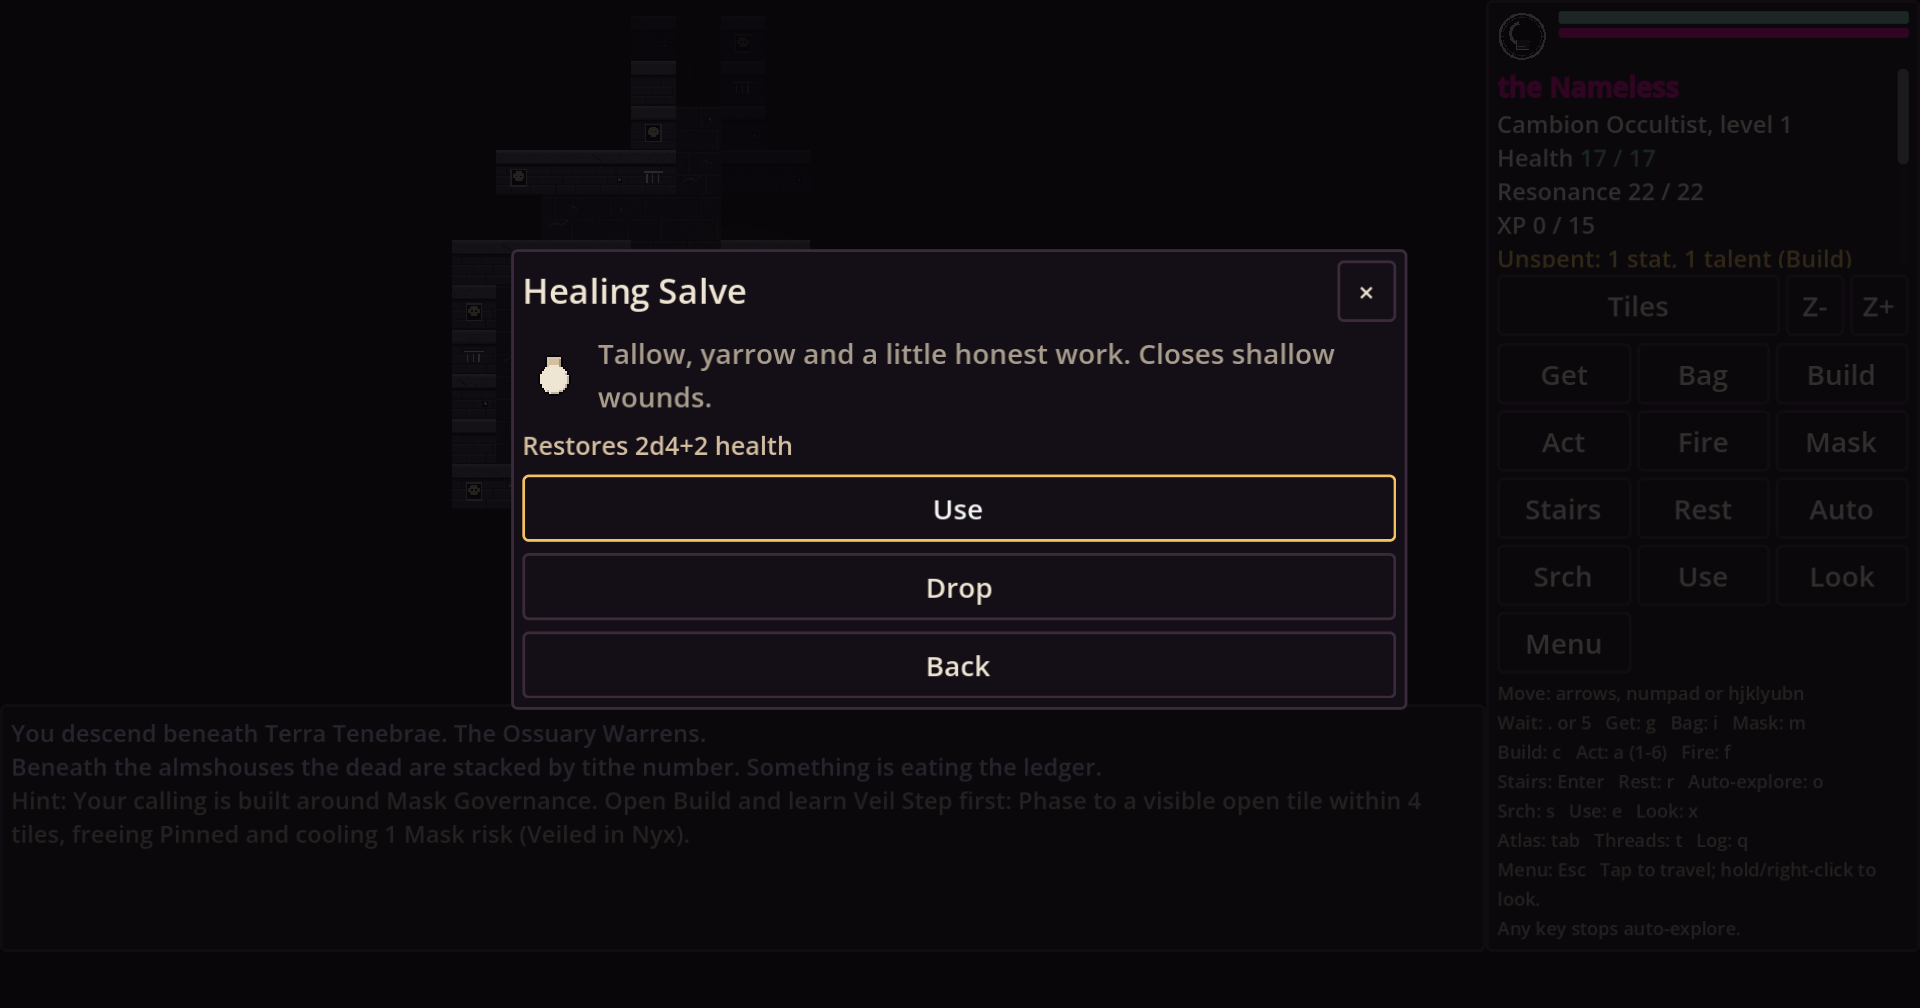 the Nameless
Cambion Occultist, level 1
Health 17 / 17
Resonance 22 / 22
XP 0 / 15
Unspent: 1 stat, 1 talent (Build)
Healing Salve
×
Tallow, yarrow and a little honest work. Closes shallow
wounds.
Restores 2d4+2 health
Use
Drop
Back
Tiles Z- Z+
Get Bag Build
Act Fire Mask
Stairs Rest Auto
Srch Use Look
Menu
Move: arrows, numpad or hjklyubn
Wait: . or 5 Get: g Bag: i Mask: m
Build: c Act: a (1-6) Fire: f
Stairs: Enter Rest: r Auto-explore: o
Srch: s Use: e Look: x
Atlas: tab Threads: t Log: q
Menu: Esc Tap to travel; hold/right-click to
look.
Any key stops auto-explore.
You descend beneath Terra Tenebrae. The Ossuary Warrens.
Beneath the almshouses the dead are stacked by tithe number. Something is eating the ledger.
Hint: Your calling is built around Mask Governance. Open Build and learn Veil Step first: Phase to a visible open tile within 4
tiles, freeing Pinned and cooling 1 Mask risk (Veiled in Nyx).